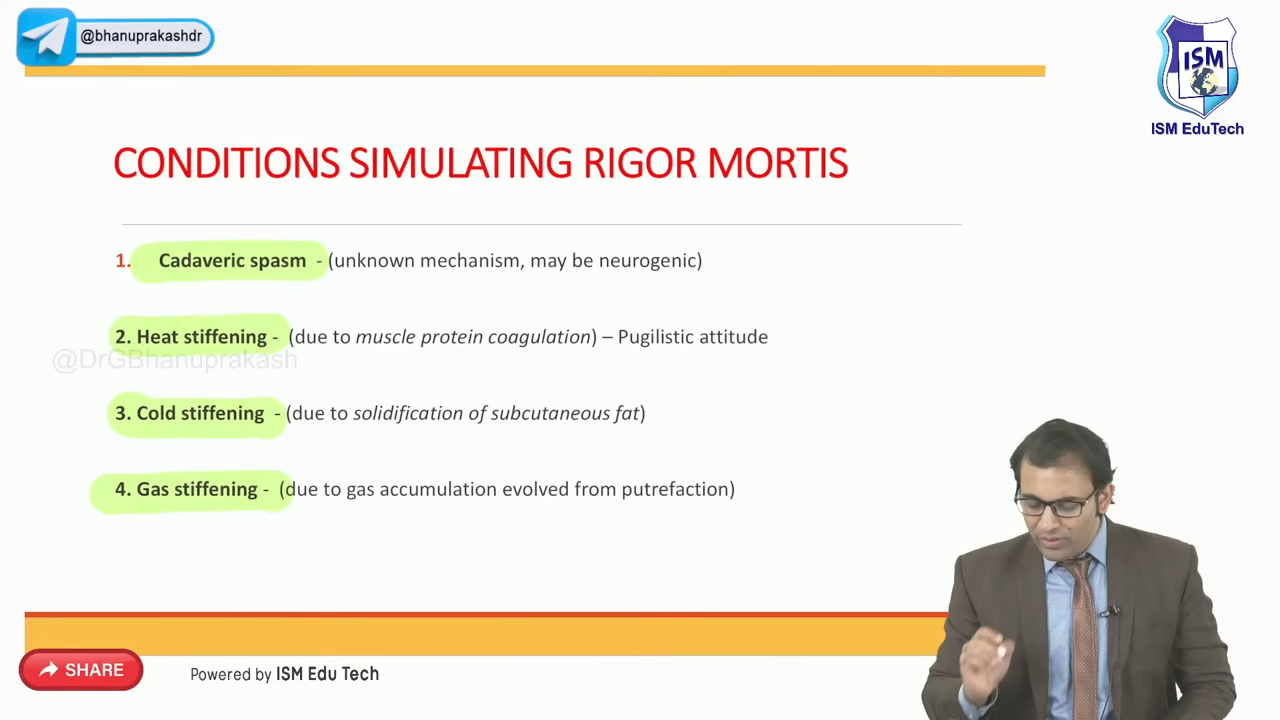 @bhanuprakashdr
ISM
ISM EduTech
CONDITIONS SIMULATING RIGOR MORTIS
1. Cadaveric spasm - (unknown mechanism, may be neurogenic)
2. Heat stiffening - (due to muscle protein coagulation) – Pugilistic attitude
@DrGBhanuprakash
3. Cold stiffening - (due to solidification of subcutaneous fat)
4. Gas stiffening - (due to gas accumulation evolved from putrefaction)
SHARE
Powered by ISM Edu Tech